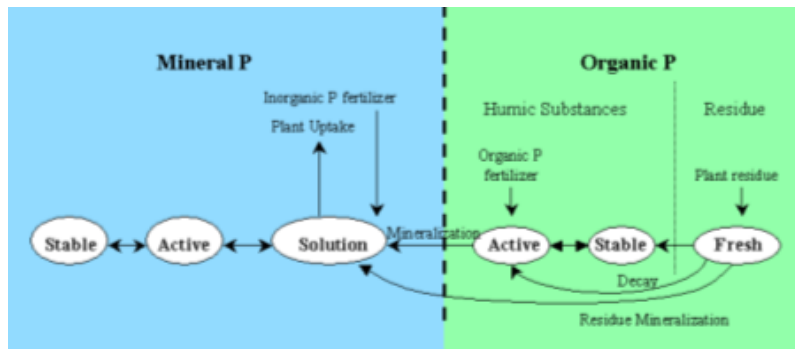 Mineral P
Organic P
Inorganic P fertilizer
Plant Uptake
Humic Substances
Residue
Organic P
fertilizer
Plant residue
Stable
Active
Solution
Mineralization
Active
Stable
Fresh
Decay
Residue Mineralization